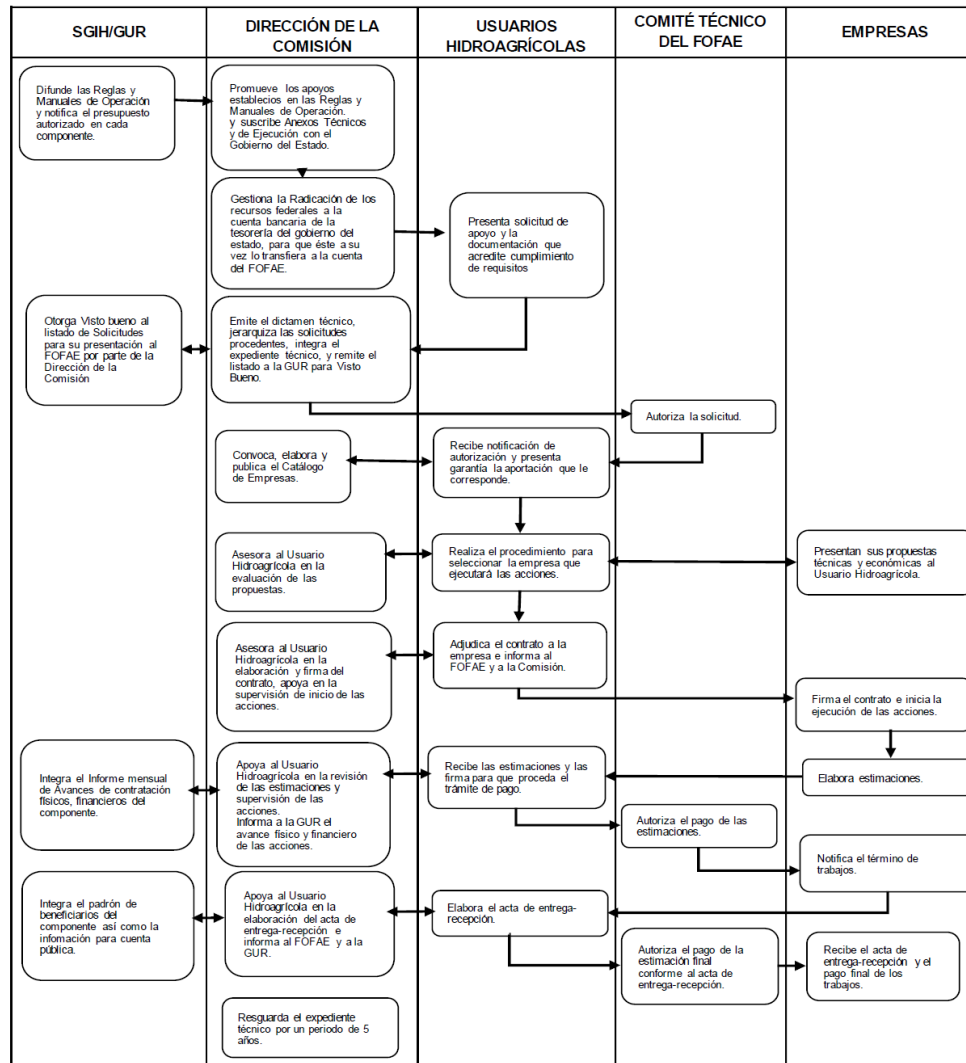 SGIH/GUR
DIRECCIÓN DE LA
COMISIÓN
USUARIOS
HIDROAGRÍCOLAS
COMITÉ TÉCNICO
DEL FOFAE
EMPRESAS
Difunde las Reglas y
Manuales de Operación
y notifica el presupuesto
autorizado en cada
componente.
Promueve los apoyos
establecios en las Reglas y
Manuales de Operación.
y suscribe Anexos Técnicos
y de Ejecución con el
Gobierno del Estado.
Gestiona la Radicación de los
recursos federales a la
cuenta bancaria de la
tesorería del gobierno del
estado, para que éste a su
vez lo transfiera a la cuenta
del FOFAE.
Presenta solicitud de
apoyo y la
documentación que
acredite cumplimiento
de requisitos
Otorga Visto bueno al
listado de Solicitudes
para su presentación al
FOFAE por parte de la
Dirección de la
Comisión
Emite el dictamen técnico,
jerarquiza las solicitudes
procedentes, integra el
expediente técnico, y remite el
listado a la GUR para Visto
Bueno.
Autoriza la solicitud.
Convoca, elabora y
publica el Catálogo
de Empresas.
Recibe notificación de
autorización y presenta
garantía la aportación que le
corresponde.
Asesora al Usuario
Hidroagrícola en la
evaluación de las
propuestas.
Realiza el procedimiento para
seleccionar la empresa que
ejecutará las acciones.
Presentan sus propuestas
técnicas y económicas al
Usuario Hidroagrícola.
Asesora al Usuario
Hidroagrícola en la
elaboración y firma del
contrato, apoya en la
supervisión de inicio de las
acciones.
Adjudica el contrato a la
empresa e informa al
FOFAE y a la Comisión.
Firma el contrato e inicia la
ejecución de las acciones.
Integra el Informe mensual
de Avances de contratación
físicos, financieros del
componente.
Apoya al Usuario
Hidroagrícola en la revisión
de las estimaciones y
supervisión de las
acciones.
Informa a la GUR el
avance físico y financiero
de las acciones.
Recibe las estimaciones y las
firma para que proceda el
trámite de pago.
Elabora estimaciones.
Autoriza el pago de las
estimaciones.
Notifica el término de
trabajos.
Integra el padrón de
beneficiarios del
componente así como la
infomación para cuenta
pública.
Apoya al Usuario
Hidroagrícola en la
elaboración del acta de
entrega-recepción e
informa al FOFAE y a la
GUR.
Elabora el acta de entrega-
recepción.
Autoriza el pago de la
estimación final
conforme al acta de
entrega-recepción.
Recibe el acta de
entrega-recepción y el
pago final de los
trabajos.
Resguarda el expediente
técnico por un periodo de 5
años.